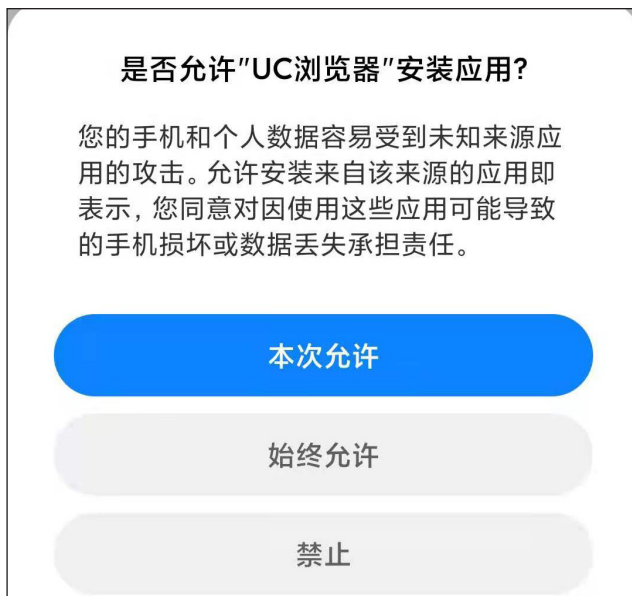 是否允许"UC浏览器"安装应用?
您的手机和个人数据容易受到未知来源应
用的攻击。允许安装来自该来源的应用即
表示，您同意对因使用这些应用可能导致
的手机损坏或数据丢失承担责任。
本次允许
始终允许
禁止